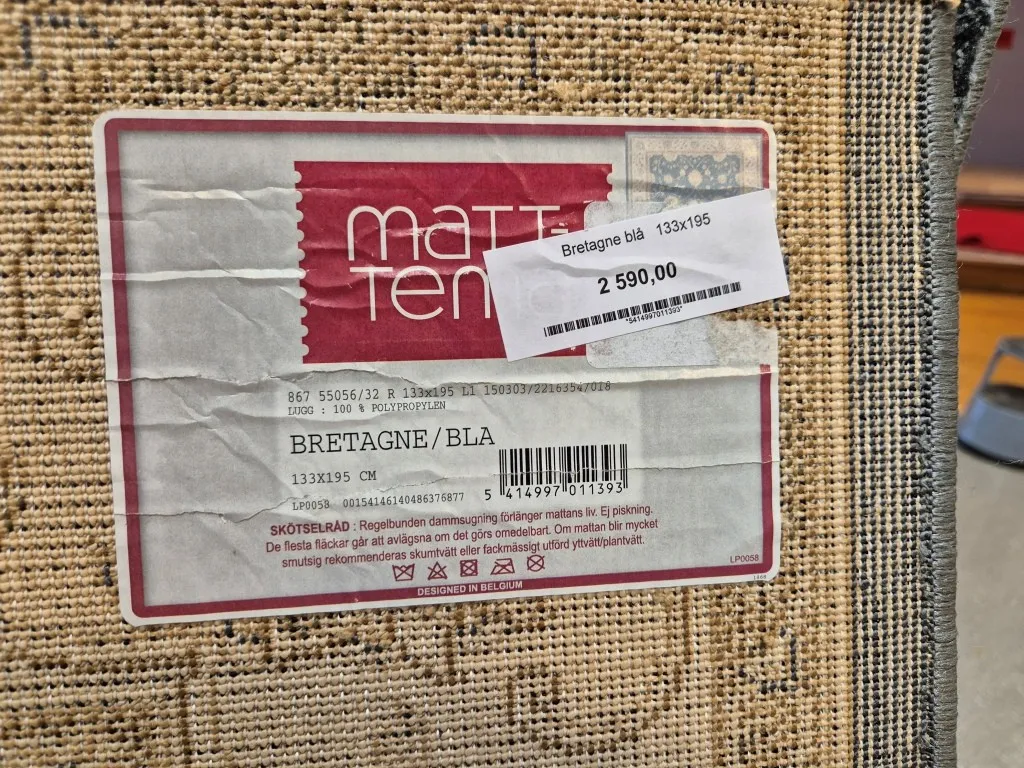 maTT-
Tem
Bretagne blå 133x195
2 590,00
*5414997011393*
867 55056/32 R 133x195 L1 150303/22163547018
LUGG : 100 % POLYPROPYLEN
BRETAGNE/BLA
133X195 CM
5 414997 011393
LP0058 00154146140486376877
SKÖTSELRÅD : Regelbunden dammsugning förlänger mattans liv. Ej piskning.
De flesta fläckar går att avlägsna om det görs omedelbart. Om mattan blir mycket
smutsig rekommenderas skumtvätt eller fackmässigt utförd yttvätt/plantvätt.
LP0058
DESIGNED IN BELGIUM